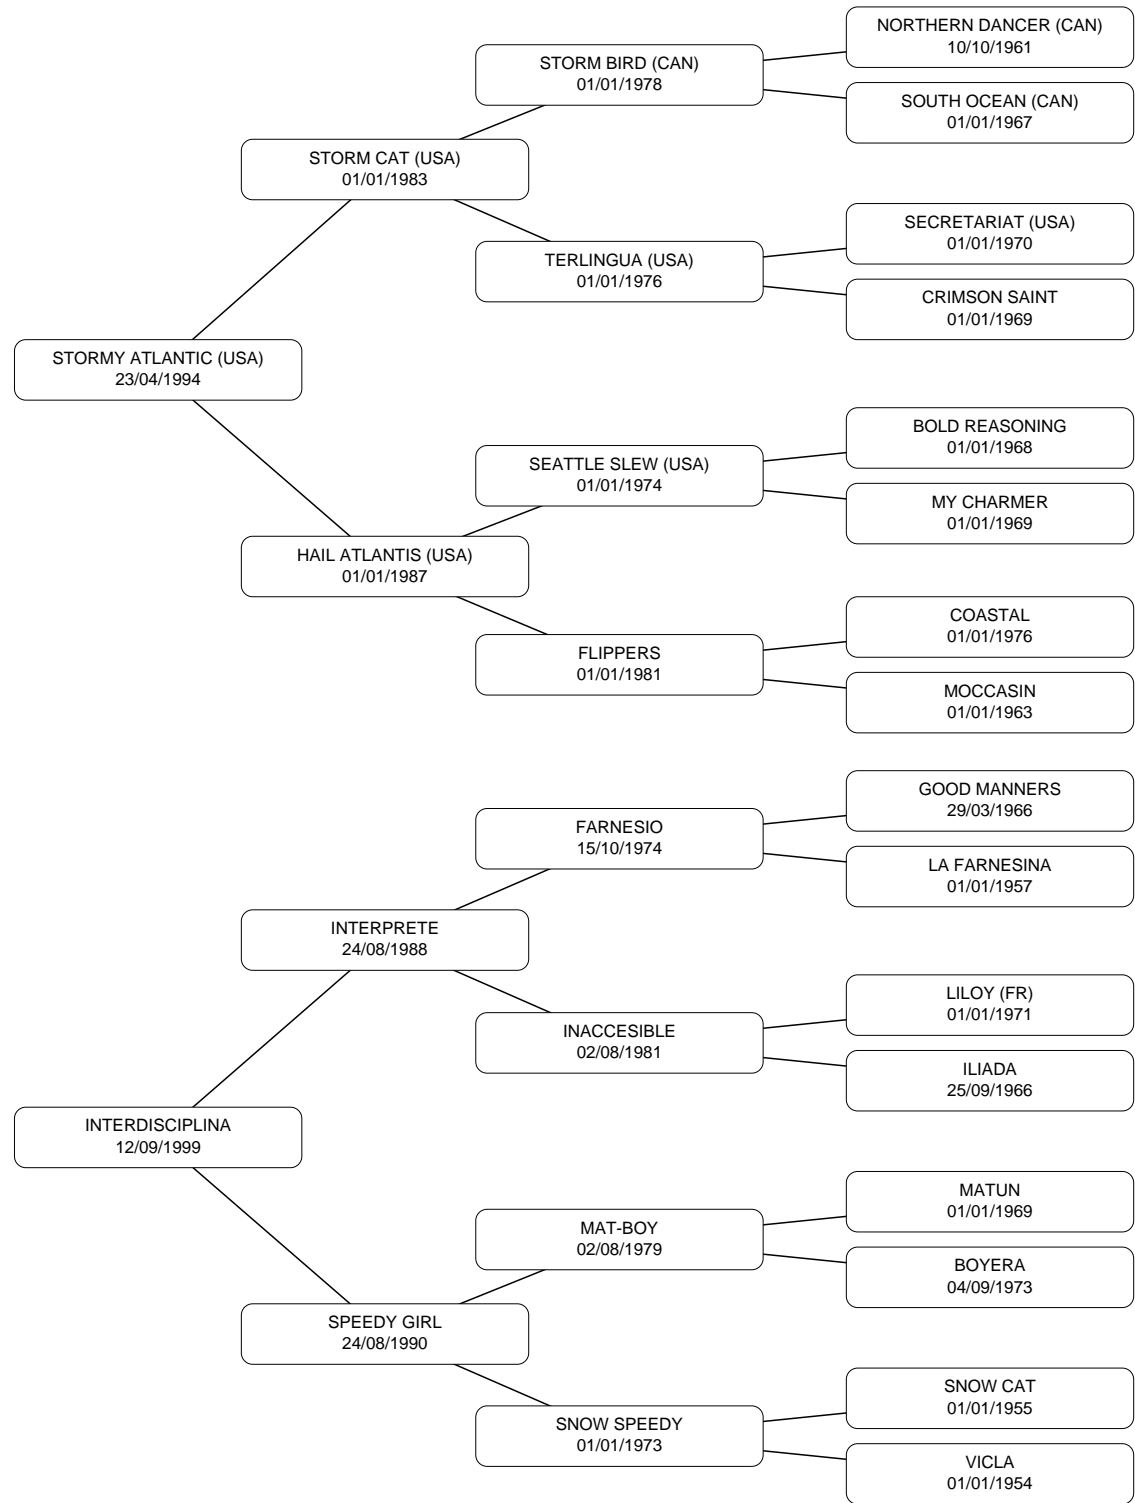 NORTHERN DANCER (CAN)
10/10/1961
STORM BIRD (CAN)
01/01/1978
SOUTH OCEAN (CAN)
01/01/1967
STORM CAT (USA)
01/01/1983
SECRETARIAT (USA)
01/01/1970
TERLINGUA (USA)
01/01/1976
CRIMSON SAINT
01/01/1969
STORMY ATLANTIC (USA)
23/04/1994
BOLD REASONING
01/01/1968
SEATTLE SLEW (USA)
01/01/1974
MY CHARMER
01/01/1969
HAIL ATLANTIS (USA)
01/01/1987
COASTAL
01/01/1976
FLIPPERS
01/01/1981
MOCCASIN
01/01/1963
GOOD MANNERS
29/03/1966
FARNESIO
15/10/1974
LA FARNESINA
01/01/1957
INTERPRETE
24/08/1988
LILOY (FR)
01/01/1971
INACCESIBLE
02/08/1981
ILIADA
25/09/1966
INTERDISCIPLINA
12/09/1999
MATUN
01/01/1969
MAT-BOY
02/08/1979
BOYERA
04/09/1973
SPEEDY GIRL
24/08/1990
SNOW CAT
01/01/1955
SNOW SPEEDY
01/01/1973
VICLA
01/01/1954